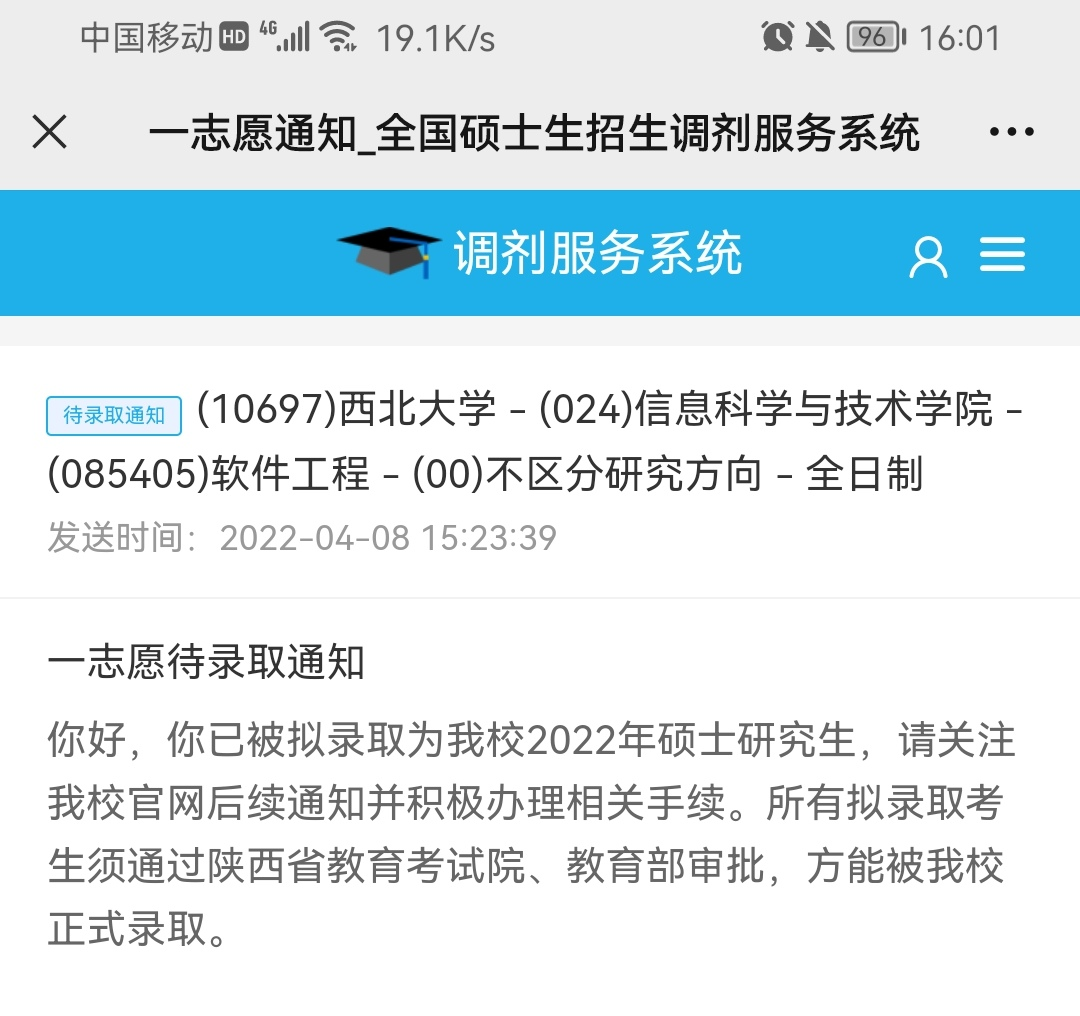 中国移动 HD 4G 19.1K/s 96 16:01
一志愿通知_全国硕士生招生调剂服务系统
调剂服务系统
待录取通知 (10697)西北大学 - (024)信息科学与技术学院 -
(085405)软件工程 - (00)不区分研究方向 - 全日制
发送时间： 2022-04-08 15:23:39
一志愿待录取通知
你好，你已被拟录取为我校2022年硕士研究生，请关注
我校官网后续通知并积极办理相关手续。所有拟录取考
生须通过陕西省教育考试院、教育部审批，方能被我校
正式录取。